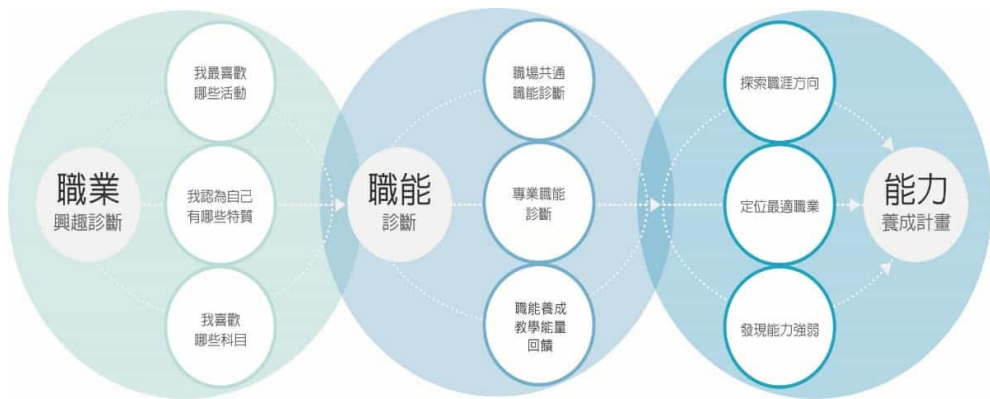 職業
興趣診斷
我最喜歡
哪些活動
我認為自己
有哪些特質
我喜歡
哪些科目
職能
診斷
職場共通
職能診斷
專業職能
診斷
職能養成
教學能量
回饋
探索職涯方向
定位最適職業
發現能力強弱
能力
養成計畫